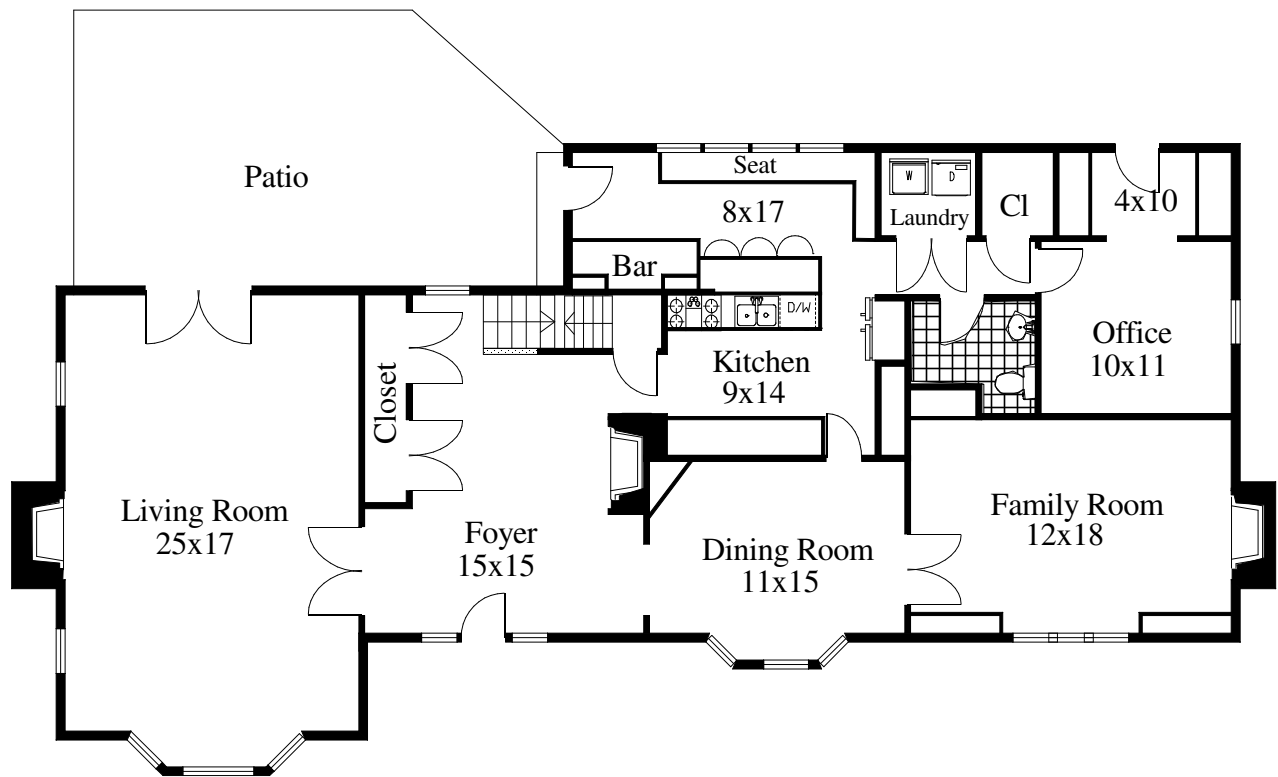 Patio
Seat
8x17
W
D
Laundry
Cl
4x10
Bar
D/W
Kitchen
9x14
Office
10x11
Closet
Living Room
25x17
Foyer
15x15
Dining Room
11x15
Family Room
12x18